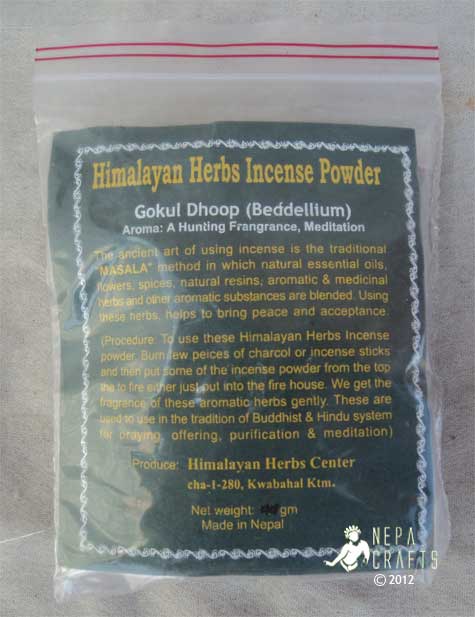 Himalayan Herbs Incense Powder
Gokul Dhoop (Beddellium)
Aroma: A Hunting Frangrance, Meditation
The ancient art of using incense is the traditional
"MASALA" method in which natural essential oils,
flowers, spices, natural resins, aromatic & medicinal
herbs and other aromatic substances are blended. Using
these herbs, helps to bring peace and acceptance.
(Procedure: To use these Himalayan Herbs Incense
powder. Burn few peices of charcol or incense sticks
and then put some of the incense powder from the top
the to fire either just out into the fire house. We get the
fragrance of these aromatic herbs gently. These are
used to use in the tradition of Buddhist & Hindu system
for praying, offering, purification & meditation)
Produce: Himalayan Herbs Center
cha-1-280, Kwabahal Ktm.
Net weight: gm
Made in Nepal
NEPA
CRAFTS
© 2012